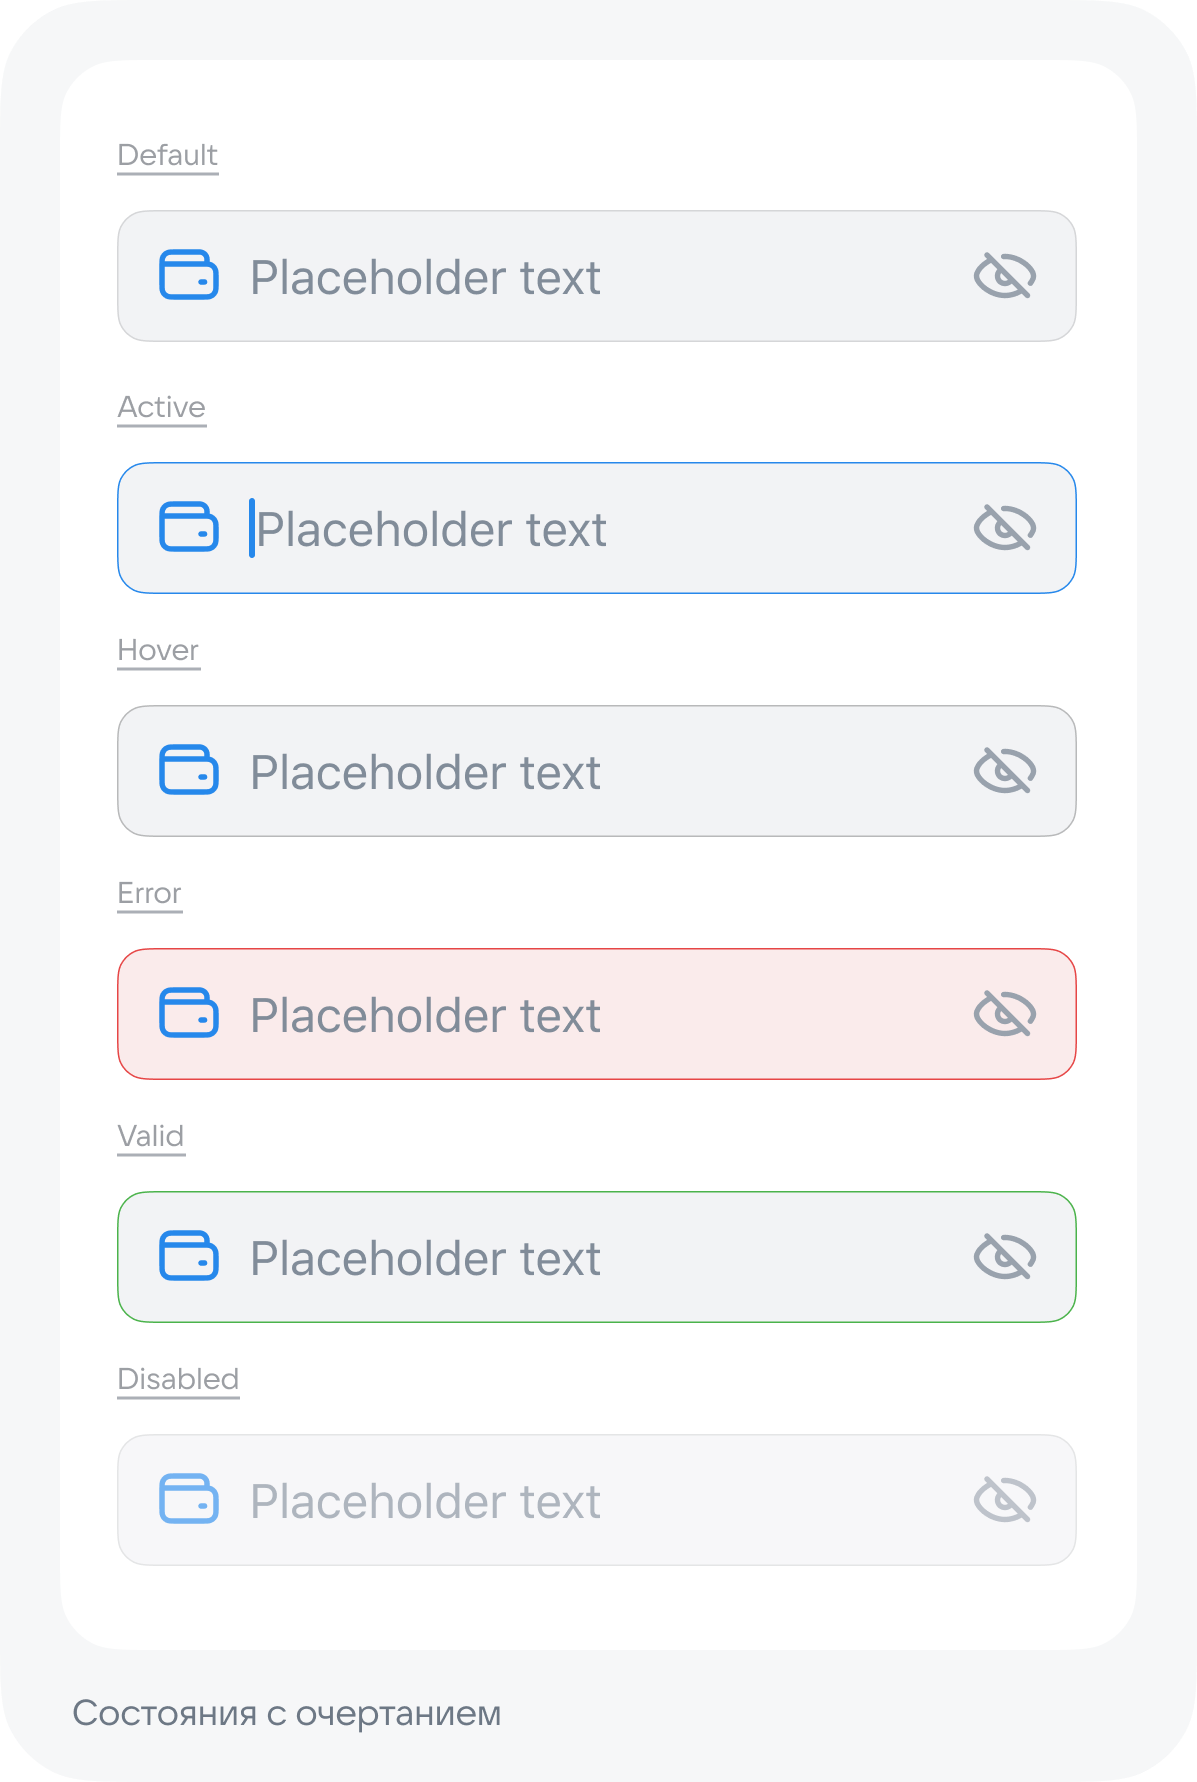 Default
Placeholder text
Active
Placeholder text
Hover
Placeholder text
Error
Placeholder text
Valid
Placeholder text
Disabled
Placeholder text
Состояния с очертанием